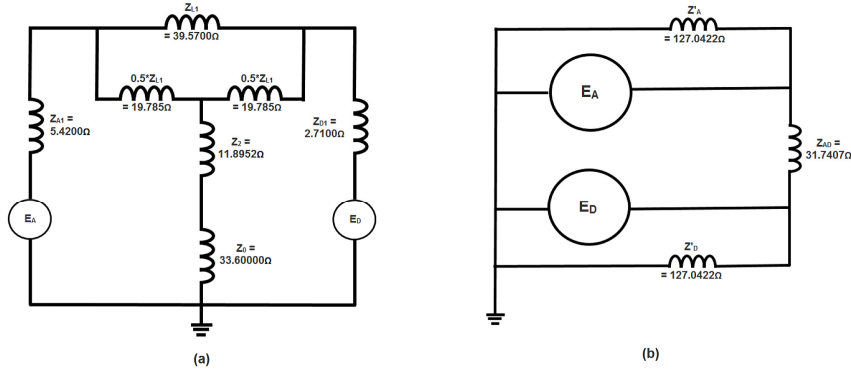 ZL1
= 39.5700Ω
0.5*ZL1
= 19.785Ω
0.5*ZL1
= 19.785Ω
ZA1 =
5.4200Ω
Z2 =
11.8952Ω
ZD1 =
2.7100Ω
EA
ED
Z0 =
33.60000Ω
(a)
Z'A
= 127.0422Ω
EA
ZAD =
31.7407Ω
ED
Z'D
= 127.0422Ω
(b)